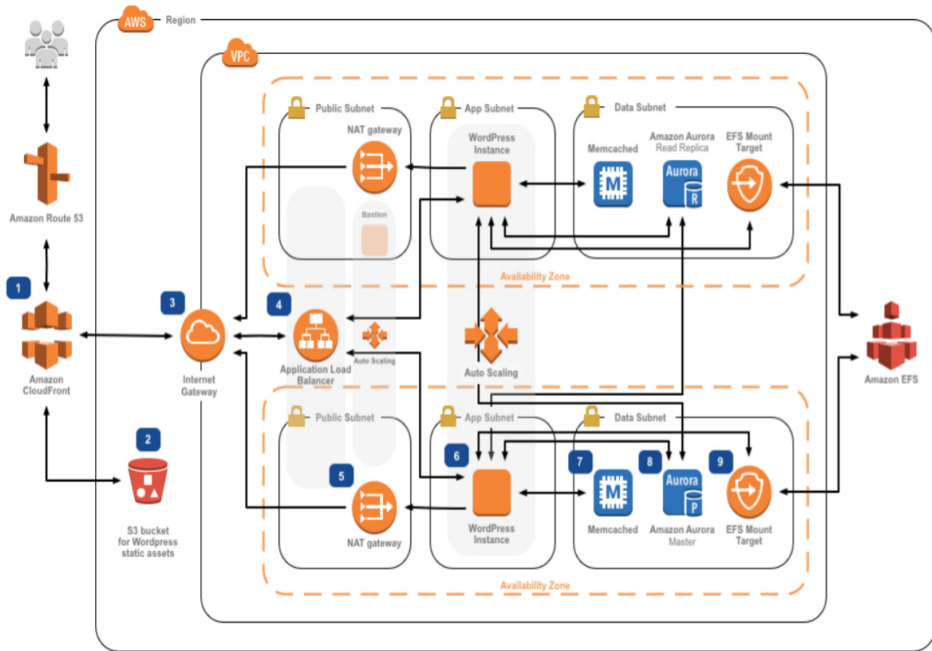 AWS
Region
VPC
Public Subnet
App Subnet
Data Subnet
NAT gateway
WordPress
Instance
Memcached
Amazon Aurora
Read Replica
EFS Mount
Target
M
Aurora
R
Bastion
Amazon Route 53
Availability Zone
1
3
4
Amazon
CloudFront
Internet
Gateway
Application Load
Balancer
Auto Scaling
Auto Scaling
Amazon EFS
Public Subnet
App Subnet
Data Subnet
2
5
6
7
8
9
M
Aurora
P
S3 bucket
for Wordpress
static assets
NAT gateway
WordPress
Instance
Memcached
Amazon Aurora
Master
EFS Mount
Target
Availability Zone